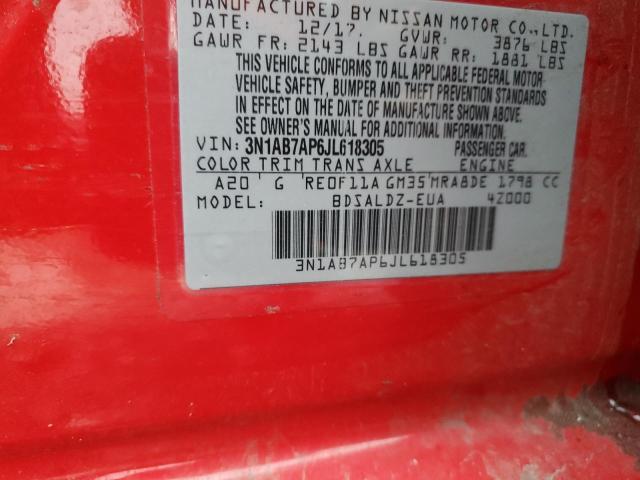 MANUFACTURED BY NISSAN MOTOR CO., LTD.
DATE: 12/17. GVWR: 3876 LBS
GAWR FR: 2143 LBS GAWR RR: 1881 LBS
THIS VEHICLE CONFORMS TO ALL APPLICABLE FEDERAL MOTOR
VEHICLE SAFETY, BUMPER AND THEFT PREVENTION STANDARDS
IN EFFECT ON THE DATE OF MANUFACTURE SHOWN ABOVE.
SEE OWNER'S MANUAL FOR ADDITIONAL INFORMATION.
VIN: 3N1AB7AP6JL618305 PASSENGER CAR.
COLOR TRIM TRANS AXLE ENGINE
A20 G RE0F11A GM35 MRA8DE 1798 CC
MODEL: BDSALDZ-EUA 42000
3N1AB7AP6JL618305